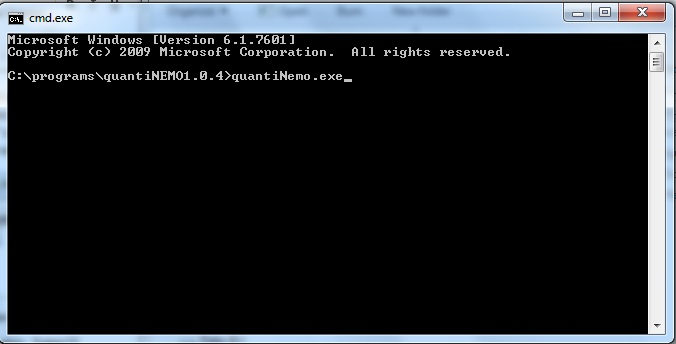 cmd.exe
Microsoft Windows [Version 6.1.7601]
Copyright (c) 2009 Microsoft Corporation.  All rights reserved.
C:\programs\quantiNEMO1.0.4>quantiNemo.exe_